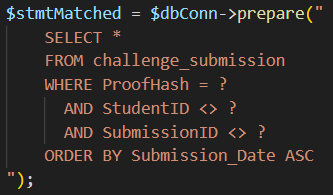 $stmtMatched = $dbConn->prepare("
SELECT *
FROM challenge_submission
WHERE ProofHash = ?
AND StudentID <> ?
AND SubmissionID <> ?
ORDER BY Submission_Date ASC
");